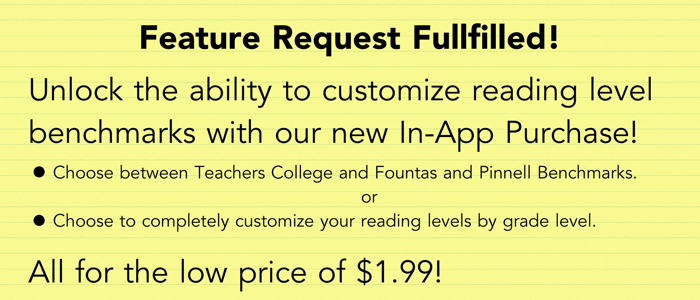 Feature Request Fullfilled!
Unlock the ability to customize reading level
benchmarks with our new In-App Purchase!
● Choose between Teachers College and Fountas and Pinnell Benchmarks.
or
● Choose to completely customize your reading levels by grade level.
All for the low price of $1.99!